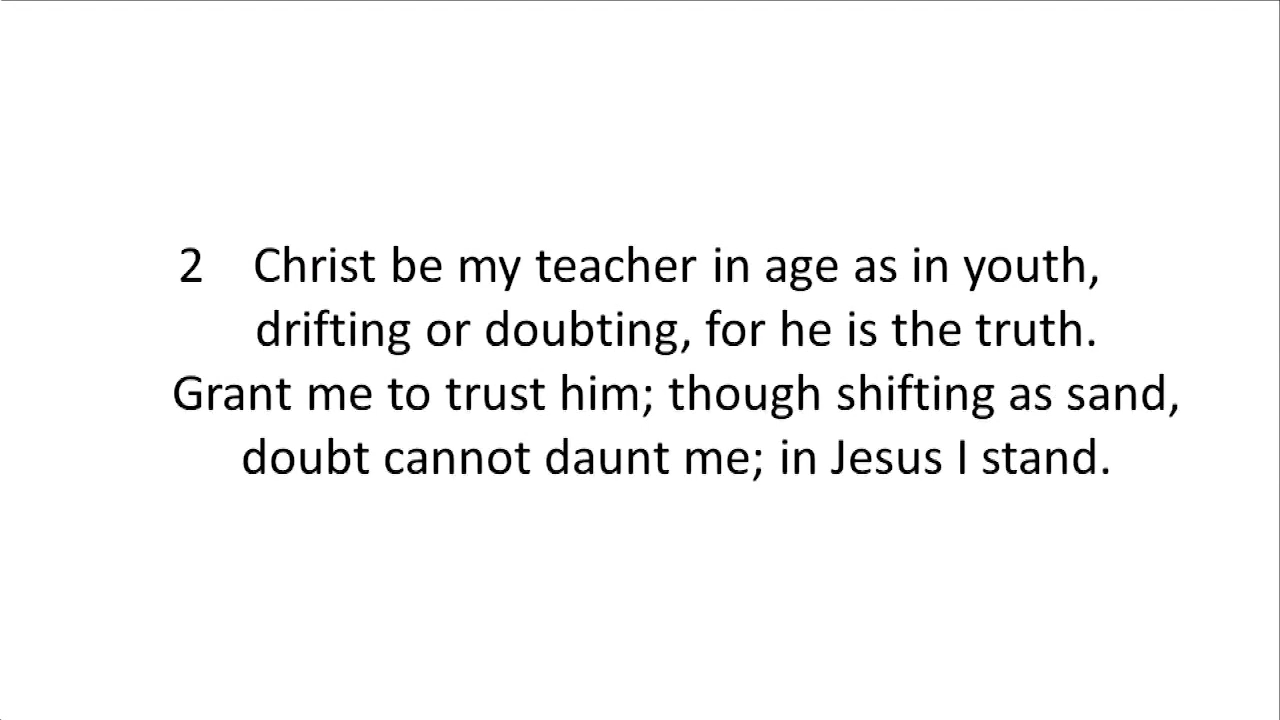 2 Christ be my teacher in age as in youth,
drifting or doubting, for he is the truth.
Grant me to trust him; though shifting as sand,
doubt cannot daunt me; in Jesus I stand.